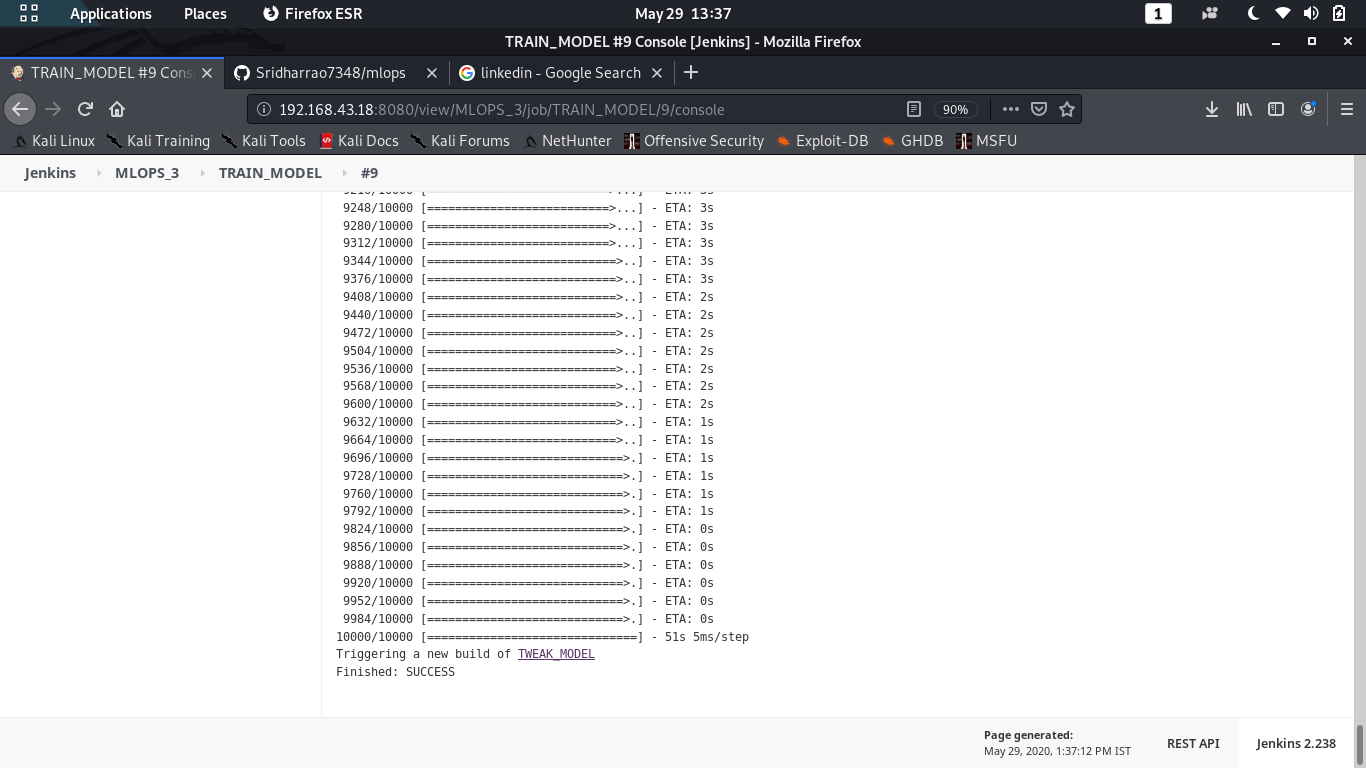 Applications Places Firefox ESR May 29 13:37 1
TRAIN_MODEL #9 Console [Jenkins] - Mozilla Firefox
TRAIN_MODEL #9 Cons Sridharrao7348/mlops linkedin - Google Search
192.168.43.18:8080/view/MLOPS_3/job/TRAIN_MODEL/9/console 90%
Kali Linux Kali Training Kali Tools Kali Docs Kali Forums NetHunter Offensive Security Exploit-DB GHDB MSFU
Jenkins MLOPS_3 TRAIN_MODEL #9
9216/10000 [==========================>...] - ETA: 3s
9248/10000 [==========================>...] - ETA: 3s
9280/10000 [==========================>...] - ETA: 3s
9312/10000 [==========================>...] - ETA: 3s
9344/10000 [===========================>..] - ETA: 3s
9376/10000 [===========================>..] - ETA: 3s
9408/10000 [===========================>..] - ETA: 2s
9440/10000 [===========================>..] - ETA: 2s
9472/10000 [===========================>..] - ETA: 2s
9504/10000 [===========================>..] - ETA: 2s
9536/10000 [===========================>..] - ETA: 2s
9568/10000 [===========================>..] - ETA: 2s
9600/10000 [===========================>..] - ETA: 2s
9632/10000 [===========================>..] - ETA: 1s
9664/10000 [===========================>..] - ETA: 1s
9696/10000 [============================>.] - ETA: 1s
9728/10000 [============================>.] - ETA: 1s
9760/10000 [============================>.] - ETA: 1s
9792/10000 [============================>.] - ETA: 1s
9824/10000 [============================>.] - ETA: 0s
9856/10000 [============================>.] - ETA: 0s
9888/10000 [============================>.] - ETA: 0s
9920/10000 [============================>.] - ETA: 0s
9952/10000 [============================>.] - ETA: 0s
9984/10000 [============================>.] - ETA: 0s
10000/10000 [==============================] - 51s 5ms/step
Triggering a new build of TWEAK_MODEL
Finished: SUCCESS
Page generated:
May 29, 2020, 1:37:12 PM IST REST API Jenkins 2.238